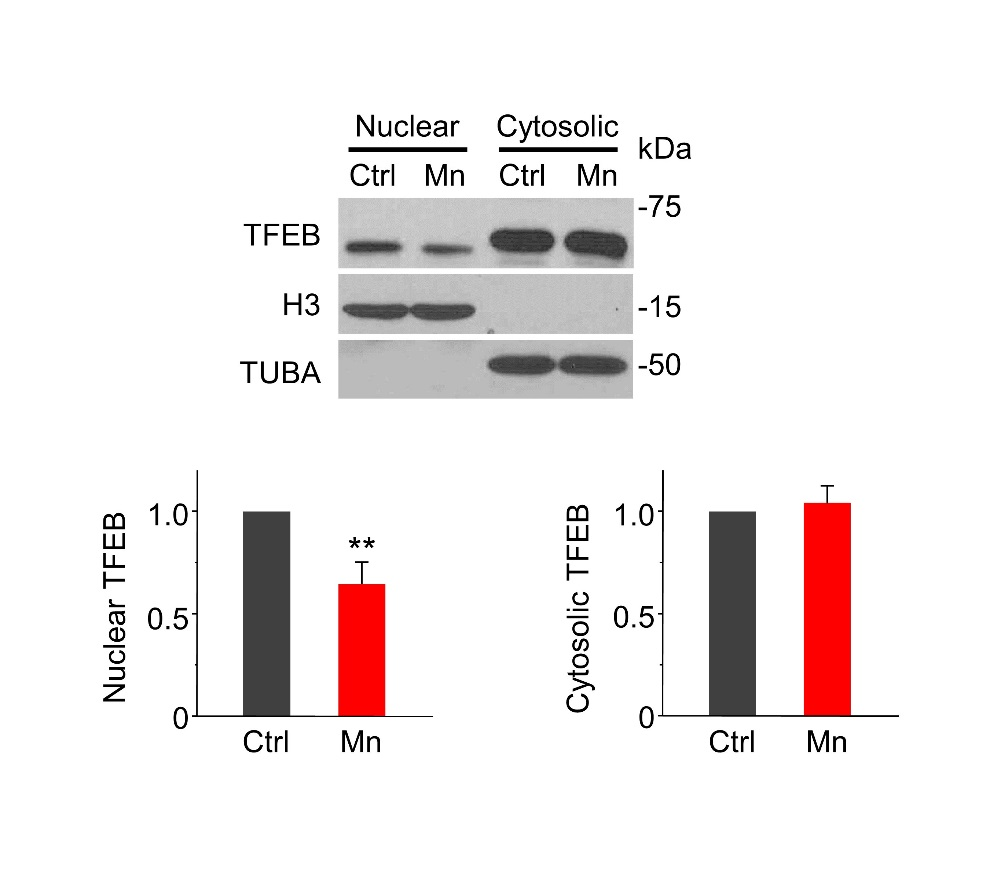 Nuclear Cytosolic
kDa
Ctrl Mn Ctrl Mn
-75
TFEB
H3
-15
TUBA
-50
Nuclear TFEB
1.0
0.5
0
**
Ctrl Mn
Cytosolic TFEB
1.0
0.5
0
Ctrl Mn